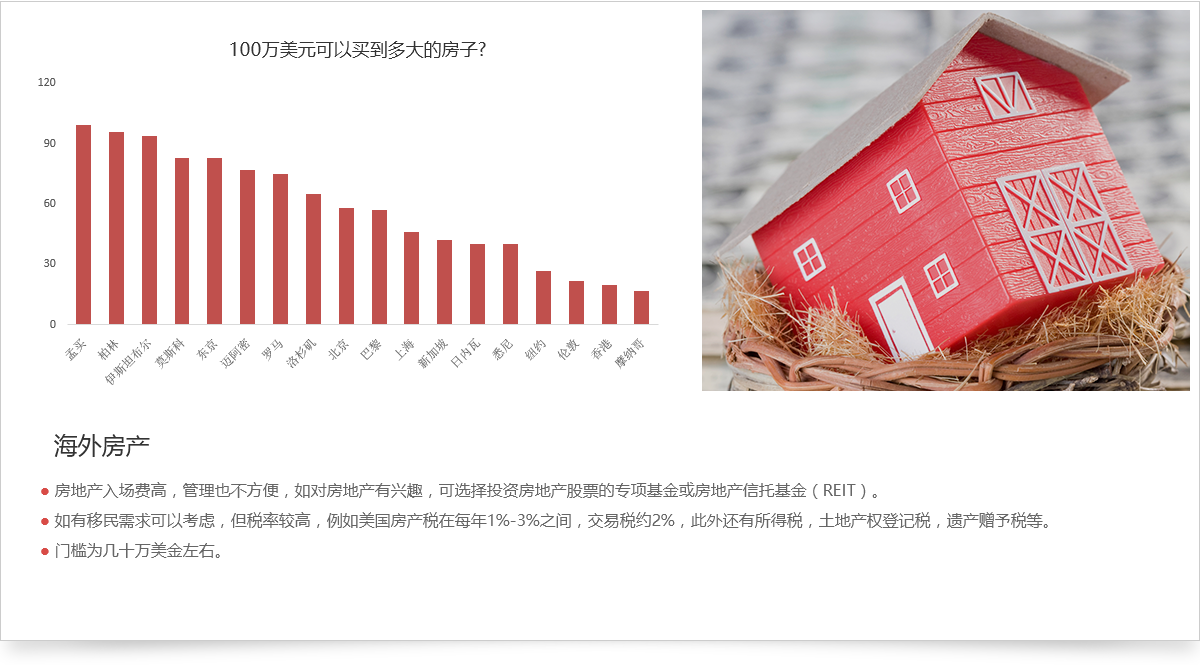 100万美元可以买到多大的房子?
120
90
60
30
0
孟买
柏林
伊斯坦布尔
莫斯科
东京
迈阿密
罗马
洛杉矶
北京
巴黎
上海
新加坡
日内瓦
悉尼
纽约
伦敦
香港
摩纳哥
海外房产
房地产入场费高，管理也不方便，如对房地产有兴趣，可选择投资房地产股票的专项基金或房地产信托基金（REIT）。
如有移民需求可以考虑，但税率较高，例如美国房产税在每年1%-3%之间，交易税约2%，此外还有所得税，土地产权登记税，遗产赠予税等。
门槛为几十万美金左右。